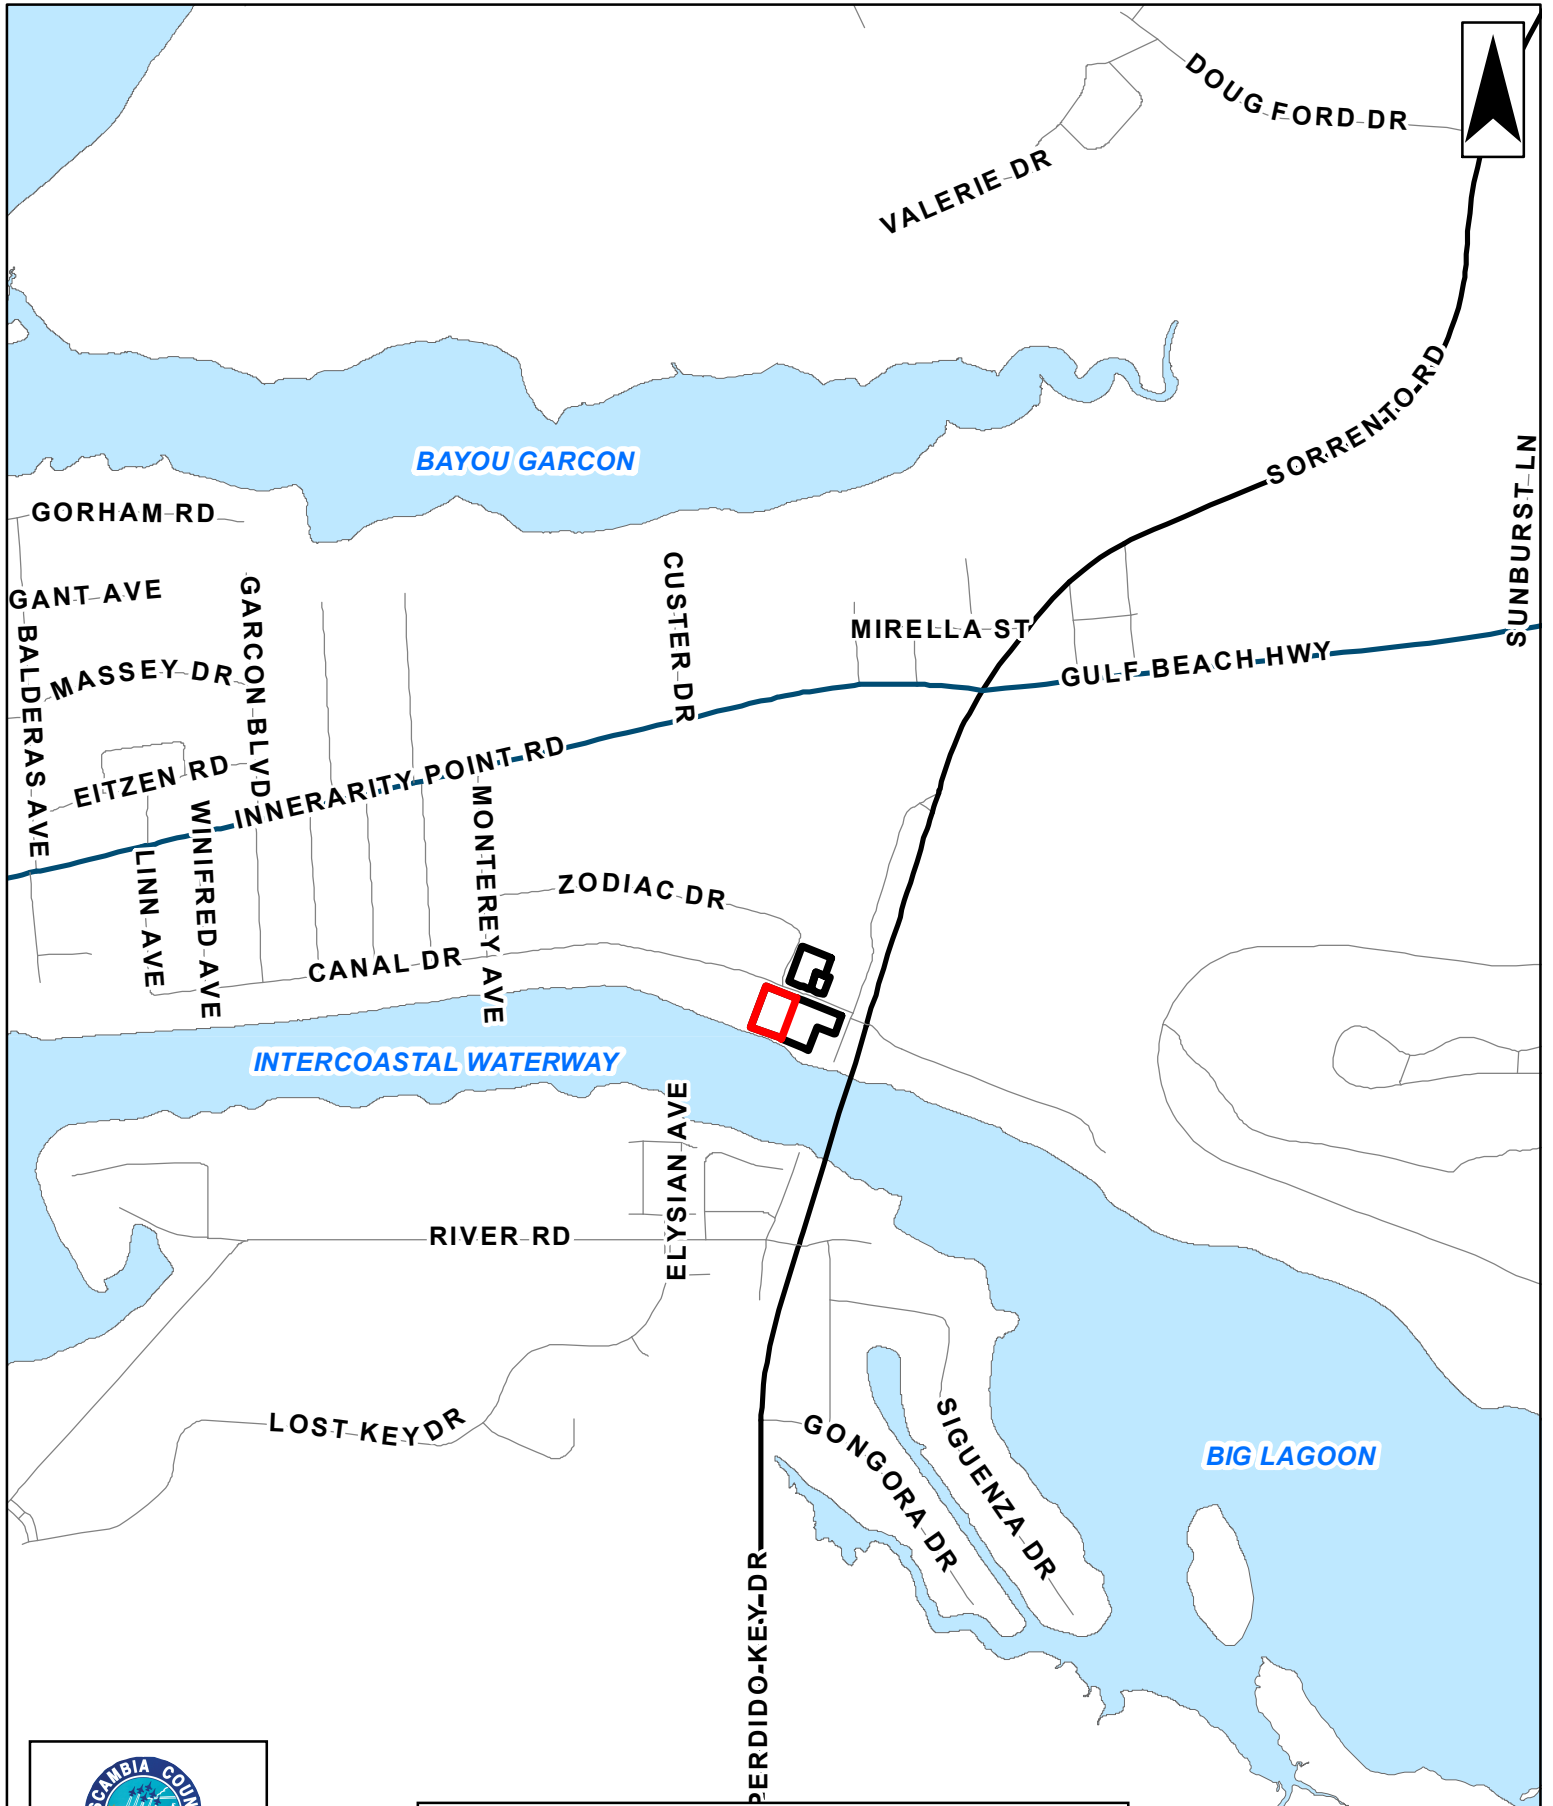 DOUG FORD DR
VALERIE DR
SORRENTO RD
BAYOU GARCON
SUNBURST LN
GORHAM RD
CUSTER DR
GANT AVE
GARCON BLVD
MIRELLA ST
BALDERAS AVE
MASSEY DR
GULF BEACH HWY
EITZEN RD
INNERARITY POINT RD
WINIFRED AVE
MONTEREY AVE
LINN AVE
ZODIAC DR
CANAL DR
INTERCOASTAL WATERWAY
ELYSIAN AVE
RIVER RD
LOST KEY DR
GONGORA DR
SIGUENZA DR
BIG LAGOON
PERDIDO KEY DR